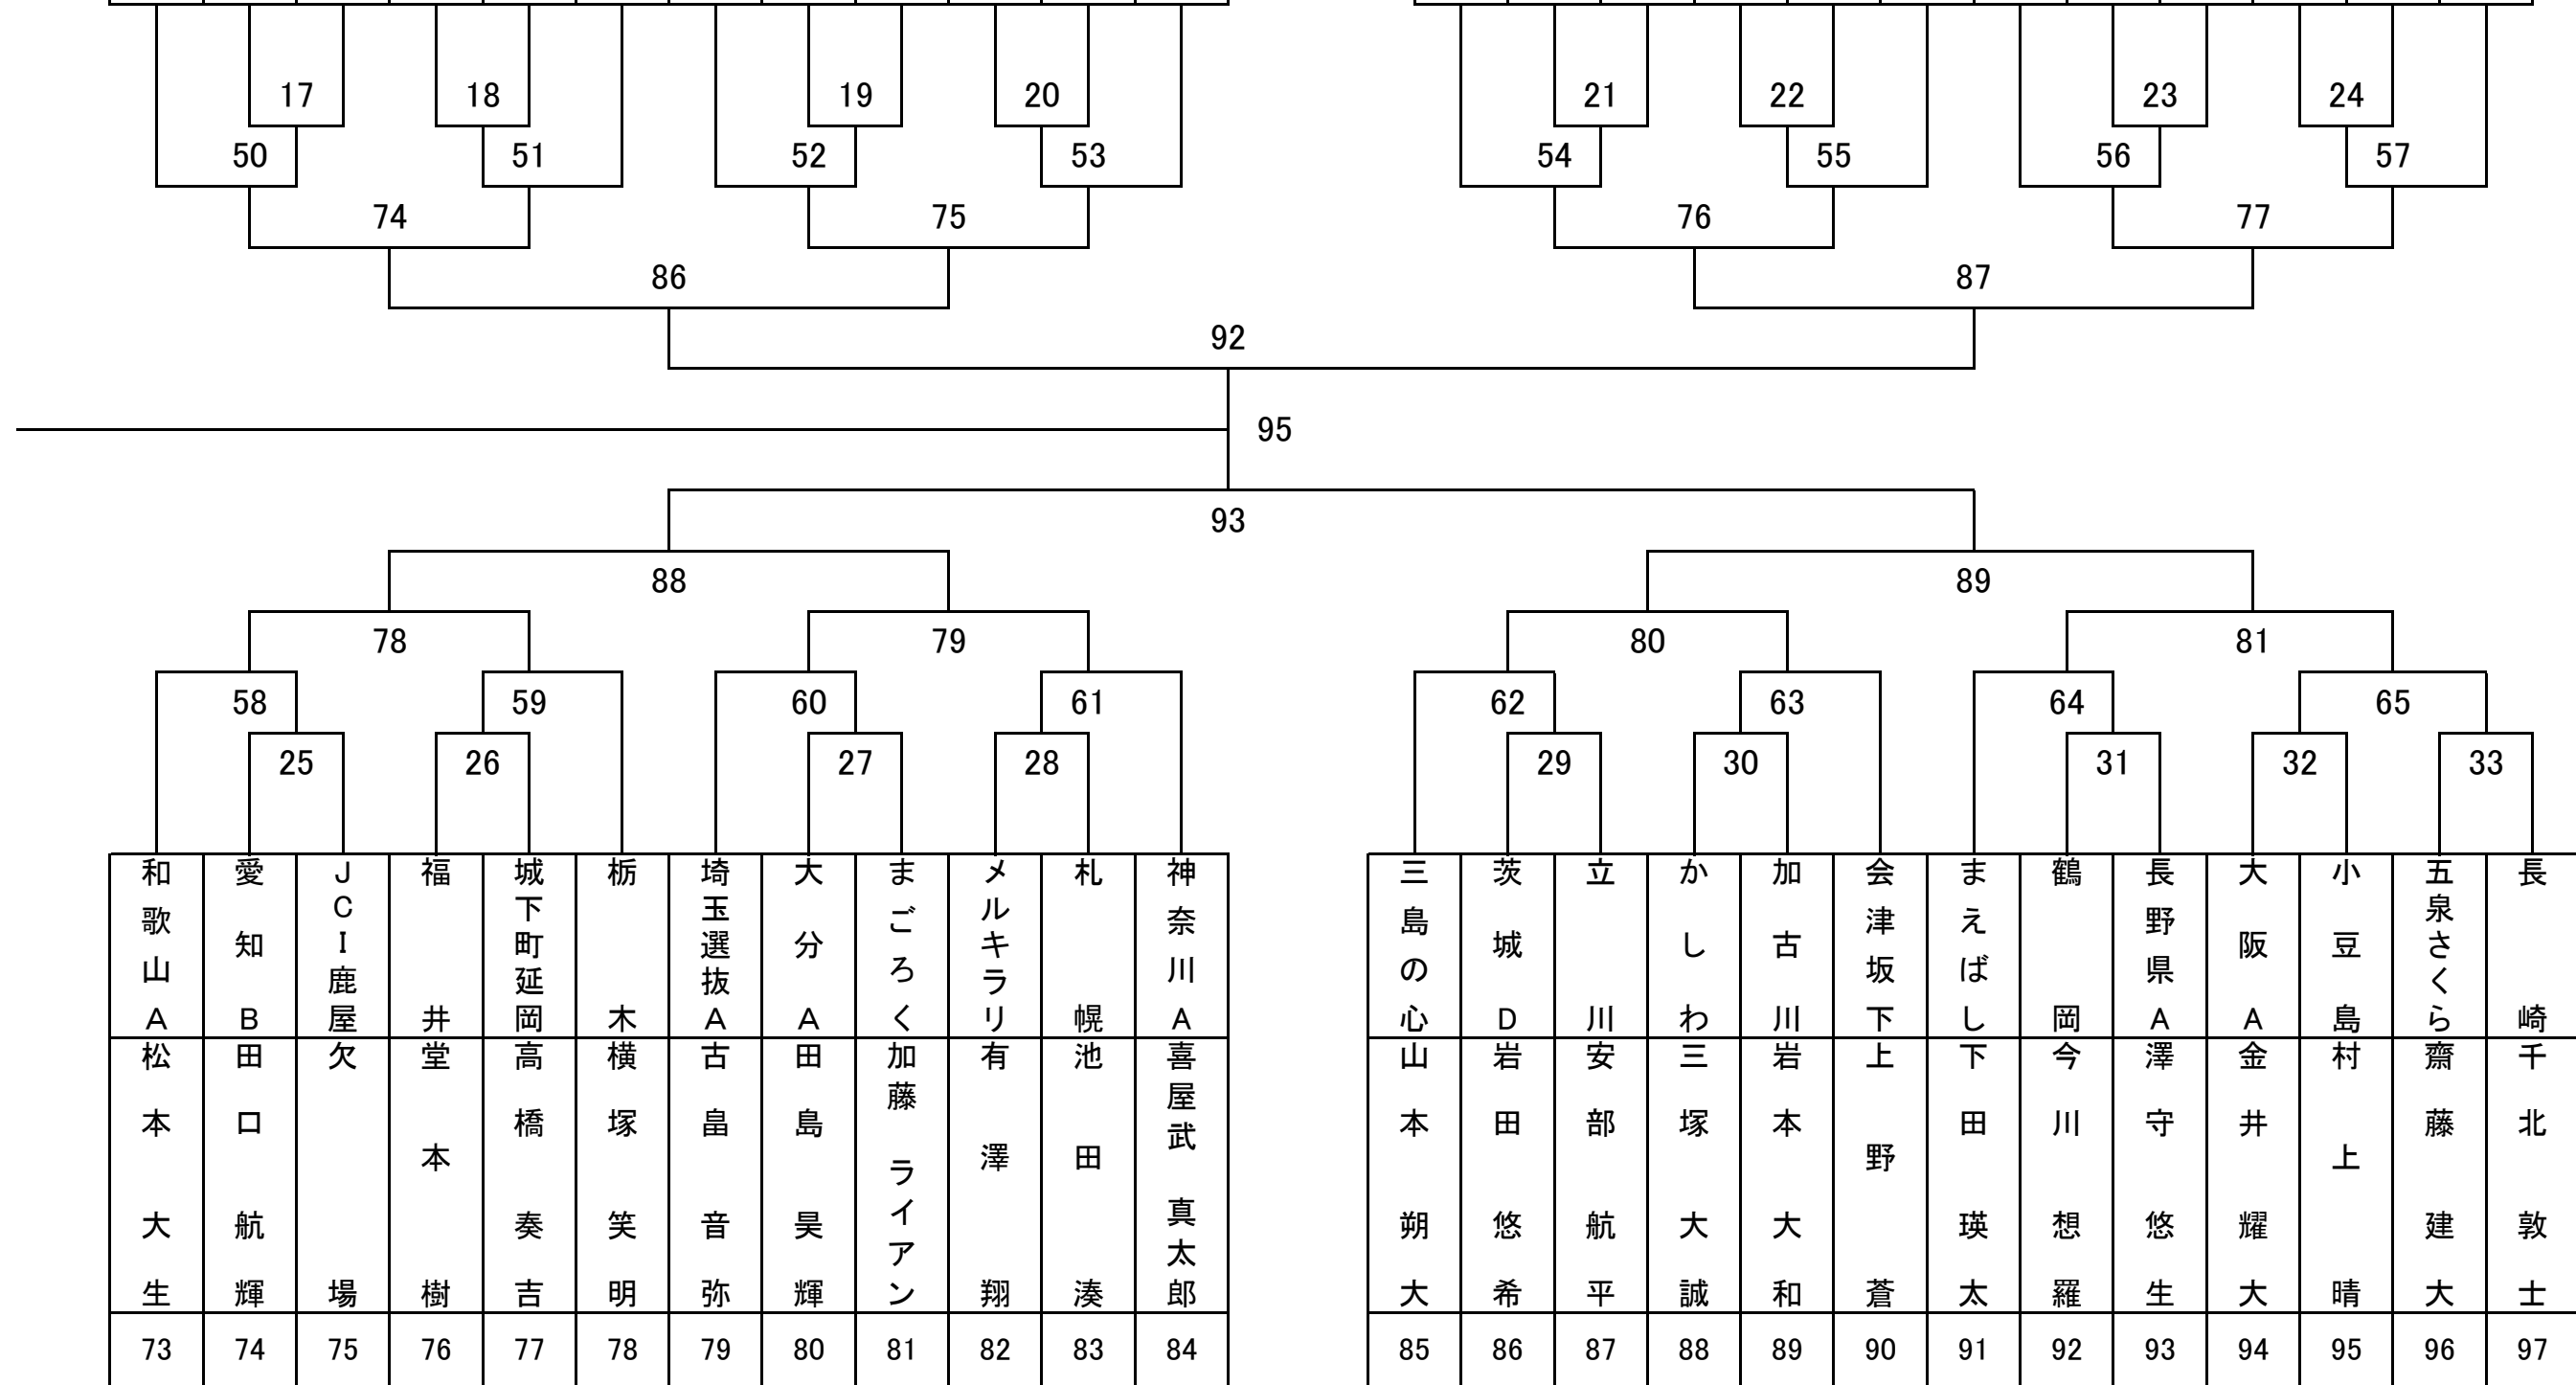 17 18 19 20 21 22 23 24
50 51 52 53 54 55 56 57
74 75 76 77
86 87
92
95
93
88 89
78 79 80 81
58 59 60 61 62 63 64 65
25 26 27 28 29 30 31 32 33
和歌山A
愛知B
JCI鹿屋
福井
城下町延岡
栃木
埼玉選抜A
大分A
まごろく
メルキラリ
札幌
神奈川A
三島の心
茨城D
立川
かしわ
加古川
会津坂下
まえばし
鶴岡
長野県A
大阪A
小豆島
五泉さくら
長崎
松本大生
田口航輝
欠場
堂本樹
高橋奏吉
横塚笑明
古畠音弥
田島昊輝
加藤ライアン
有澤翔
池田湊
喜屋武真太郎
山本朔大
岩田悠希
安部航平
三塚大誠
岩本大和
上野蒼
下田瑛太
今川想羅
澤守悠生
金井耀大
村上晴
齋藤建大
千北敦士
73 74 75 76 77 78 79 80 81 82 83 84 85 86 87 88 89 90 91 92 93 94 95 96 97